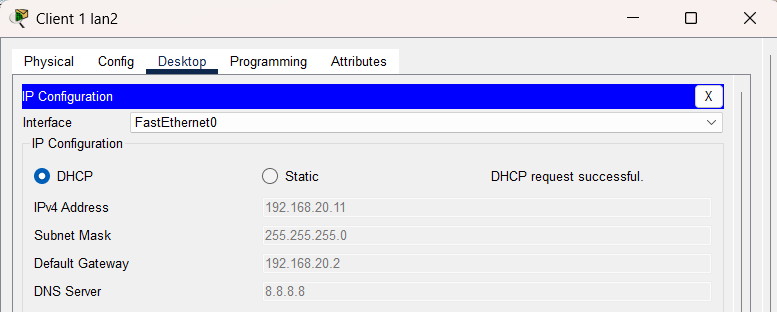 Client 1 lan2
Physical Config Desktop Programming Attributes
IP Configuration X
Interface FastEthernet0
IP Configuration
DHCP Static DHCP request successful.
IPv4 Address 192.168.20.11
Subnet Mask 255.255.255.0
Default Gateway 192.168.20.2
DNS Server 8.8.8.8